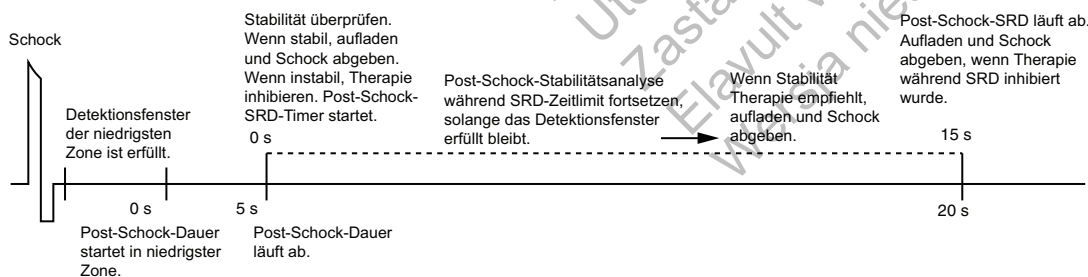 Schock
Detektionsfenster
der niedrigsten
Zone ist erfüllt.
Stabilität überprüfen.
Wenn stabil, aufladen
und Schock abgeben.
Wenn instabil, Therapie
inhibieren. Post-Schock-
SRD-Timer startet.
0 s
Post-Schock-Stabilitätsanalyse
während SRD-Zeitlimit fortsetzen,
solange das Detektionsfenster
erfüllt bleibt.
Wenn Stabilität
Therapie empfiehlt,
aufladen und Schock
abgeben.
Post-Schock-SRD läuft ab.
Aufladen und Schock
abgeben, wenn Therapie
während SRD inhibiert
wurde.
15 s
0 s
5 s
20 s
Post-Schock-Dauer
startet in niedrigster
Zone.
Post-Schock-Dauer
läuft ab.
Elavult
Wersja